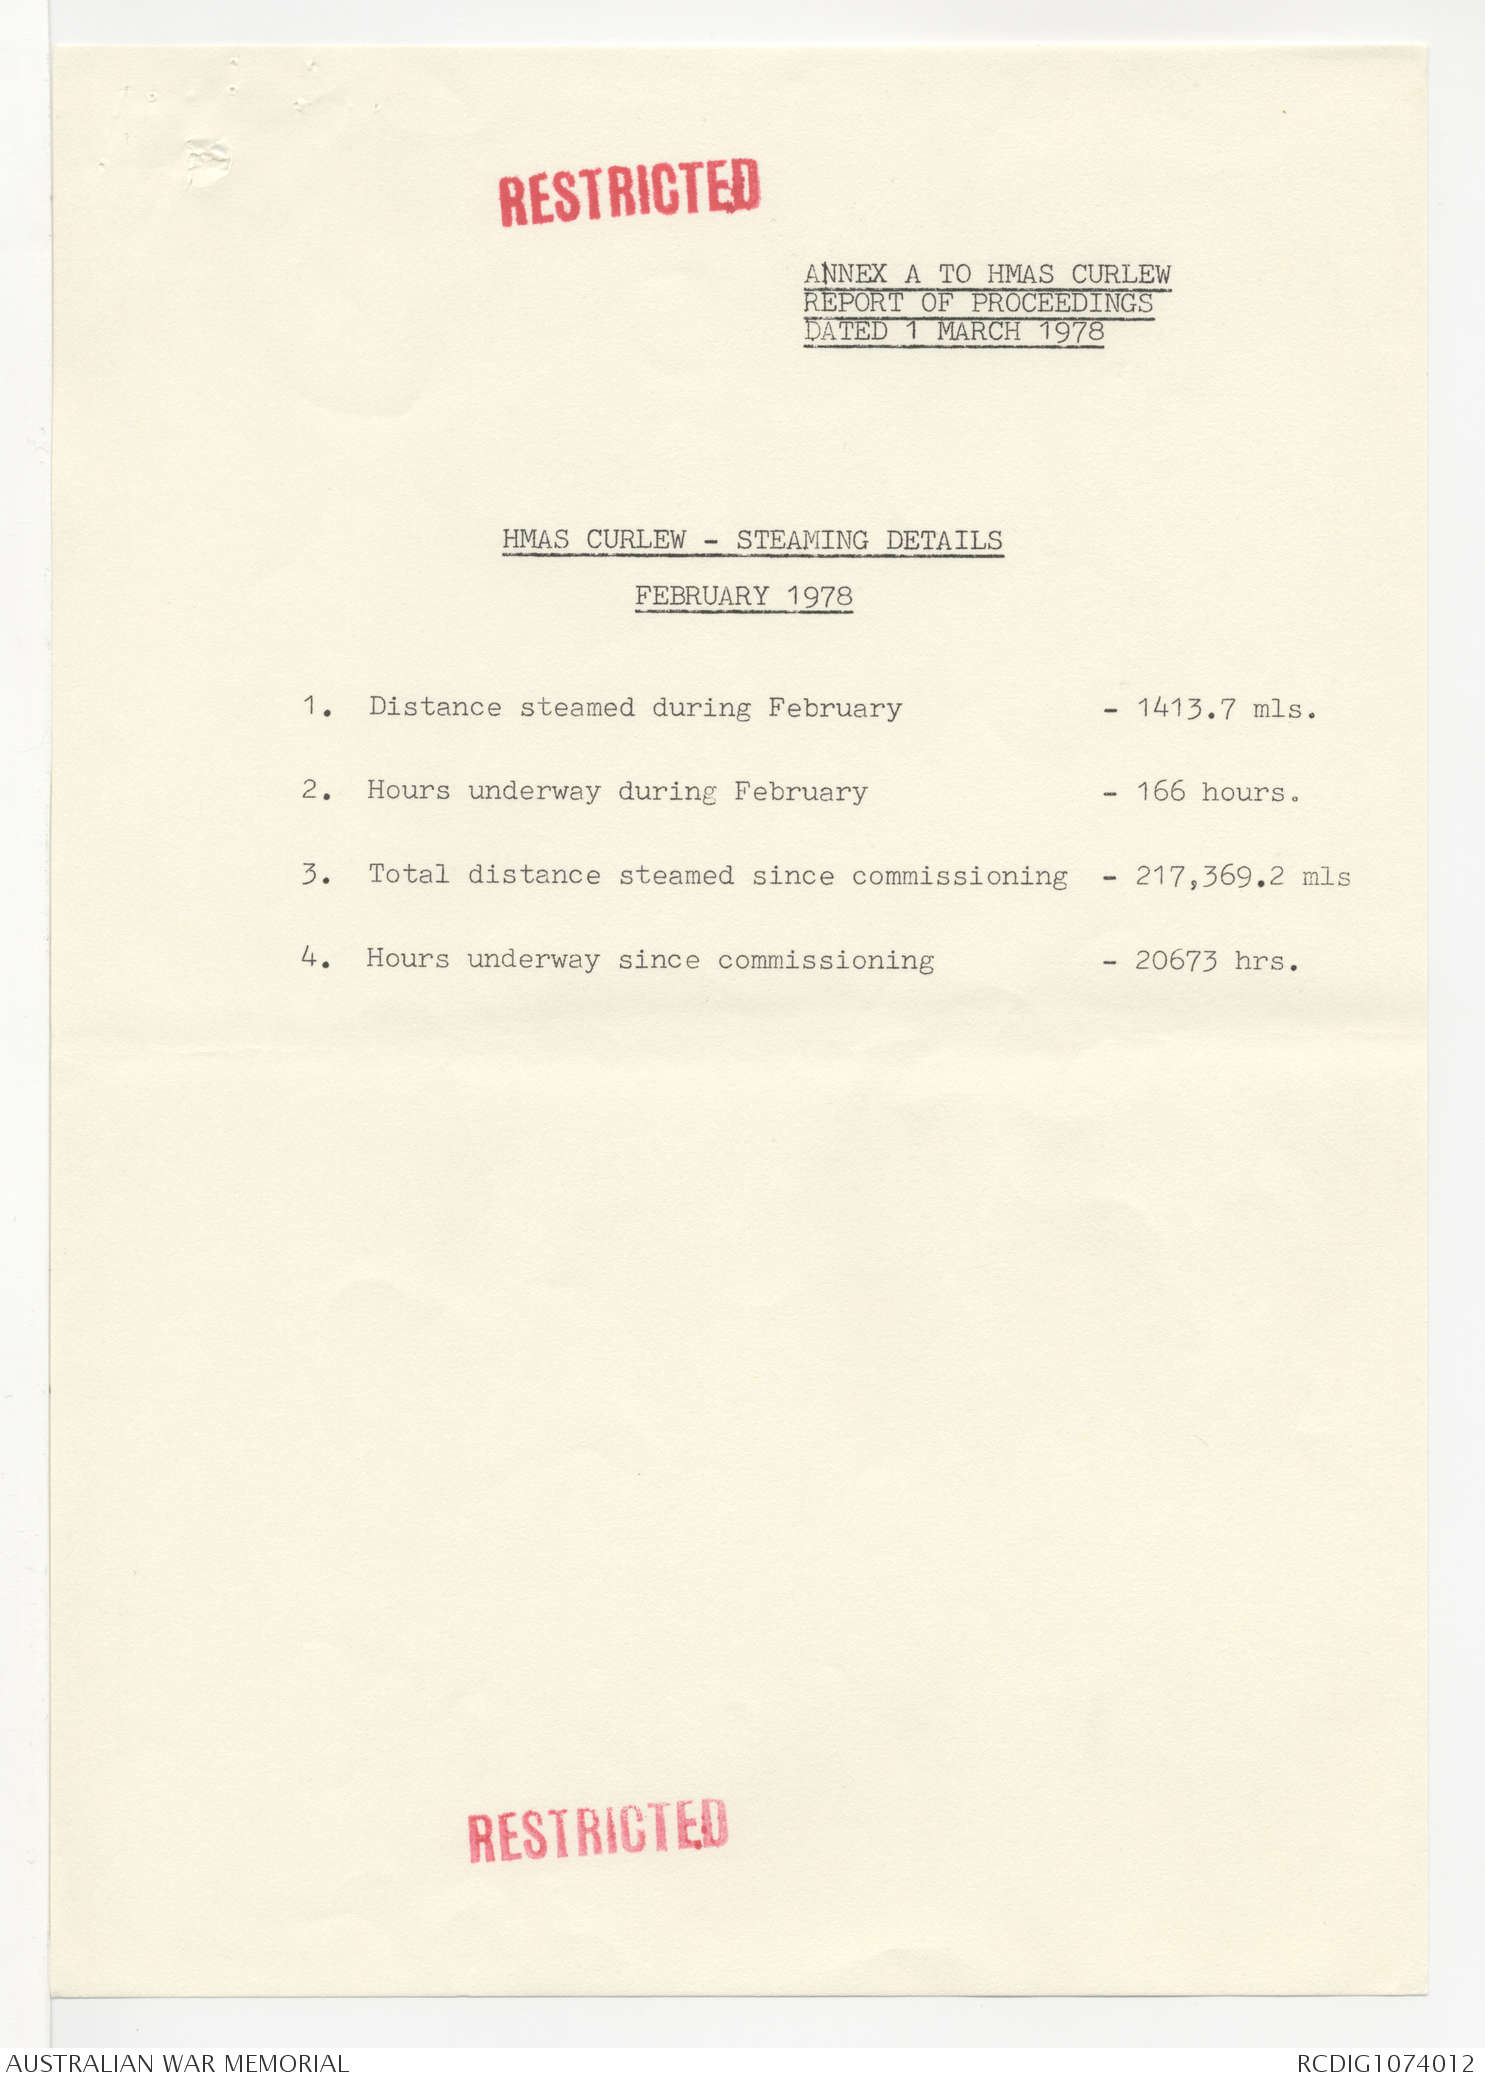 RESTRICTED
ANNEX A TO HMAS CURLEW
REPORT OF PROCEEDINGS
DATED 1 MARCH 1978
HMAS CURLEW - STEAMING DETAILS
FEBRUARY 1978
1. Distance steamed during February - 1413.7 mls.
2. Hours underway during February - 166 hours.
3. Total distance steamed since commissioning - 217,369.2 mls
4. Hours underway since commissioning - 20673 hrs.
RESTRICTED
AUSTRALIAN WAR MEMORIAL RCDIG1074012